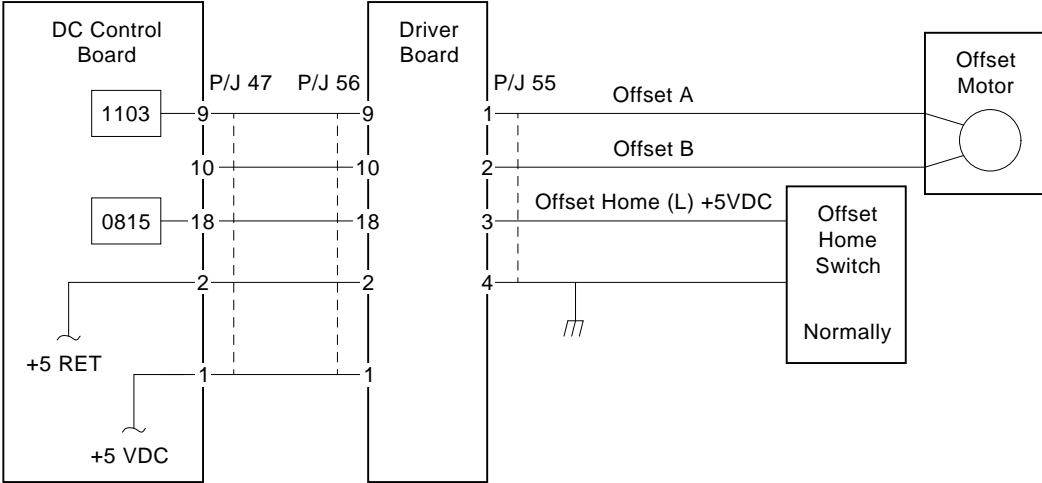 DC Control
Board
Driver
Board
Offset
Motor
P/J 47
P/J 56
P/J 55
Offset A
1103
9
9
1
Offset B
10
10
2
Offset Home (L) +5VDC
0815
18
18
3
Offset
Home
Switch
Normally
2
2
4
+5 RET
1
1
+5 VDC